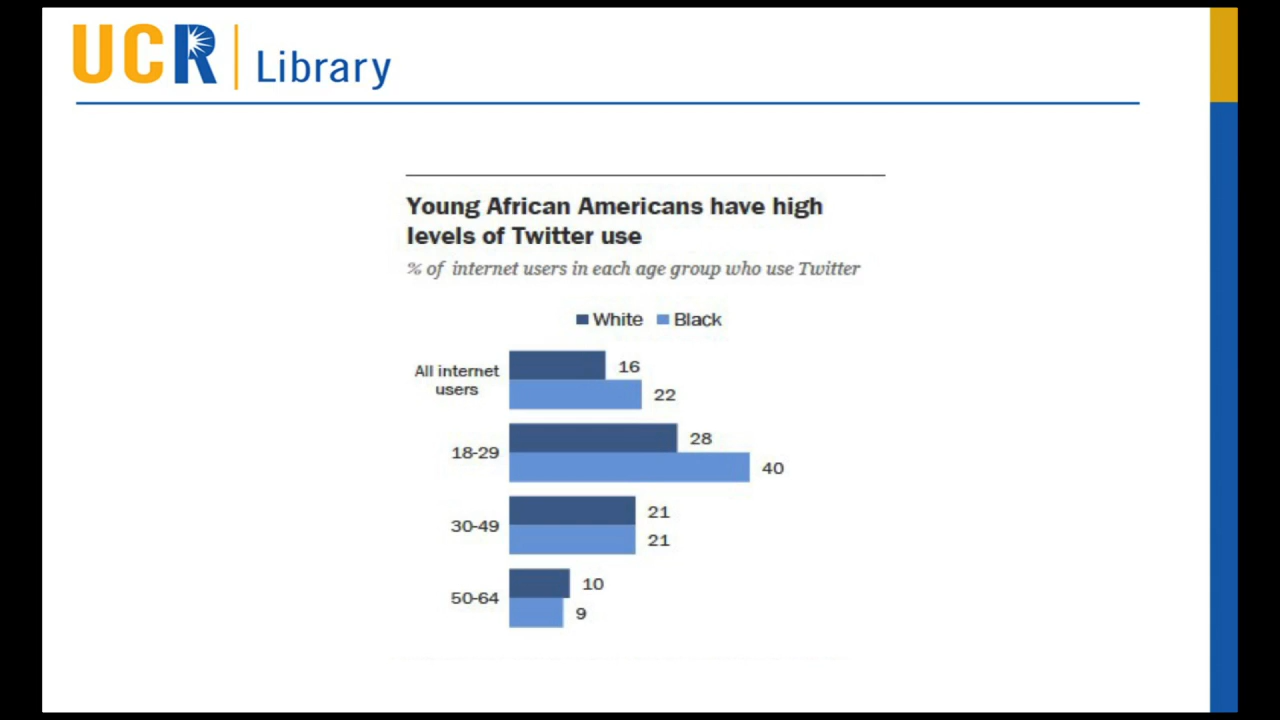 UCR Library
Young African Americans have high
levels of Twitter use
% of internet users in each age group who use Twitter
White Black
All internet
users
16
22
18-29
28
40
30-49
21
21
50-64
10
9